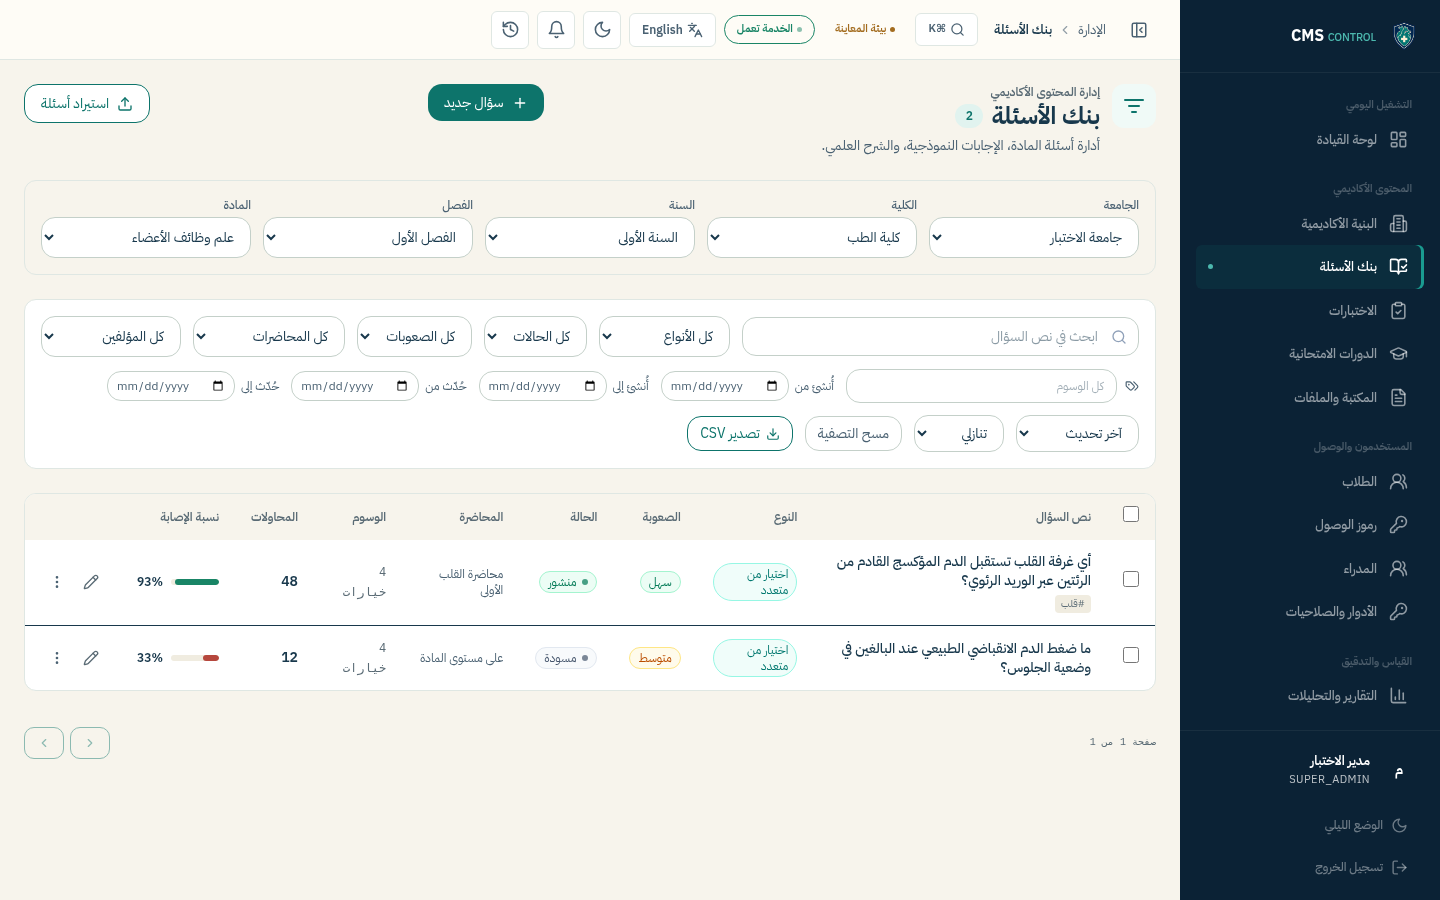 CMS CONTROL
التشغيل اليومي
لوحة القيادة
المحتوى الأكاديمي
البنية الأكاديمية
بنك الأسئلة
الاختبارات
الدورات الامتحانية
المكتبة والملفات
المستخدمون والوصول
الطلاب
رموز الوصول
المدراء
الأدوار والصلاحيات
القياس والتدقيق
التقارير والتحليلات
م
مدير الاختبار
SUPER_ADMIN
الوضع الليلي
تسجيل الخروج
الإدارة
بنك الأسئلة
K⌘
بيئة المعاينة
الخدمة تعمل
English
إدارة المحتوى الأكاديمي
بنك الأسئلة 2
أدارة أسئلة المادة، الإجابات النموذجية، والشرح العلمي.
سؤال جديد
استيراد أسئلة
الجامعة الكلية السنة الفصل المادة
جامعة الاختبار كلية الطب السنة الأولى الفصل الأول علم وظائف الأعضاء
ابحث في نص السؤال كل الأنواع كل الحالات كل الصعوبات كل المحاضرات كل المؤلفين
كل الوسوم أُنشئ من mm/dd/yyyy أُنشئ إلى mm/dd/yyyy حُدّث من mm/dd/yyyy حُدّث إلى mm/dd/yyyy
آخر تحديث تنازلي مسح التصفية تصدير CSV
نص السؤال النوع الصعوبة الحالة المحاضرة الوسوم المحاولات نسبة الإصابة
أي غرفة القلب تستقبل الدم المؤكسج القادم من
الرئتين عبر الوريد الرئوي؟
#قلب
اختيار من
متعدد
سهل
منشور
محاضرة القلب
الأولى
4
خيارات
48
93%
ما ضغط الدم الانقباضي الطبيعي عند البالغين في
وضعية الجلوس؟
اختيار من
متعدد
متوسط
مسودة
على مستوى المادة
4
خيارات
12
33%
صفحة 1 من 1